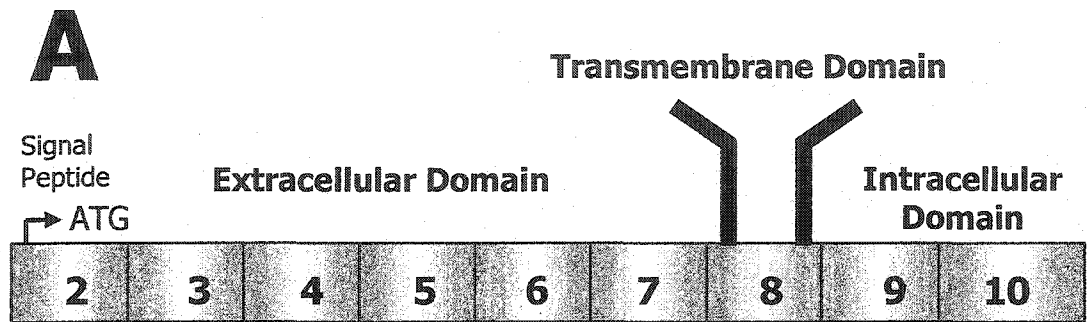 A
Transmembrane Domain
Signal
Peptide
Extracellular Domain
Intracellular
Domain
ATG
2 3 4 5 6 7 8 9 10